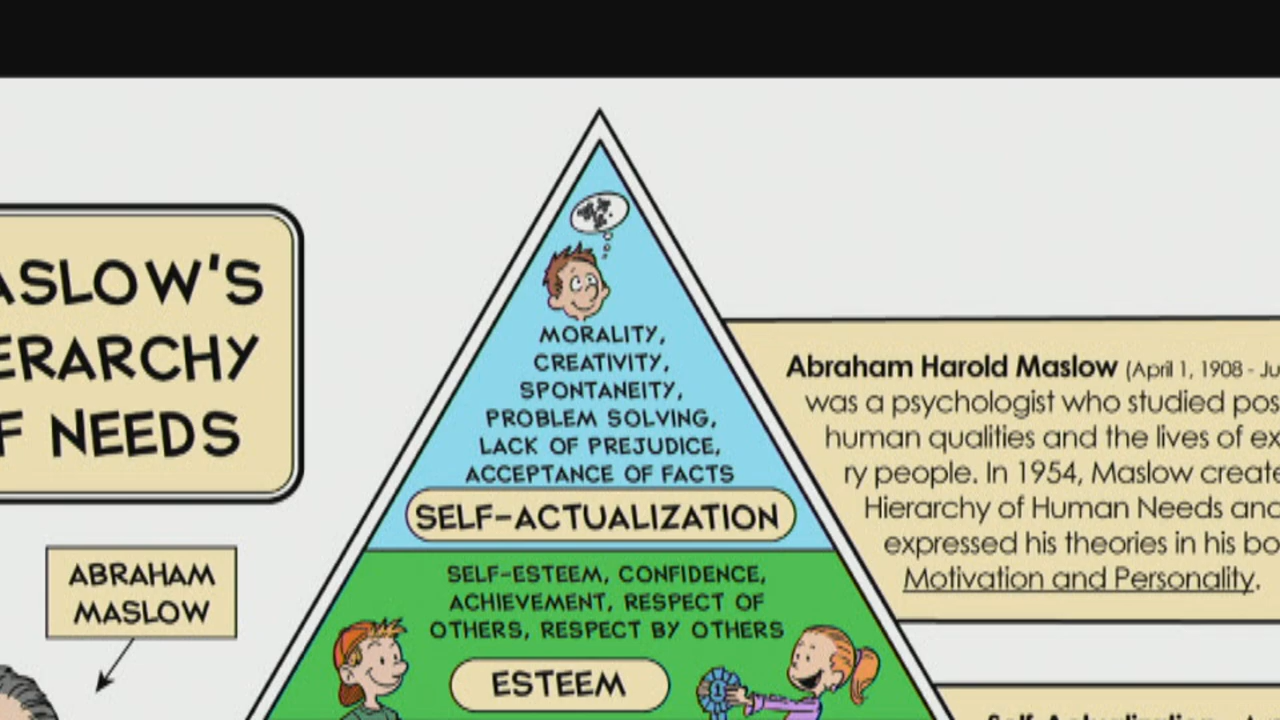 ASLOW'S
ERARCHY
F NEEDS
ABRAHAM
MASLOW
MORALITY,
CREATIVITY,
SPONTANEITY,
PROBLEM SOLVING,
LACK OF PREJUDICE,
ACCEPTANCE OF FACTS
SELF-ACTUALIZATION
SELF-ESTEEM, CONFIDENCE,
ACHIEVEMENT, RESPECT OF
OTHERS, RESPECT BY OTHERS
ESTEEM
1
Abraham Harold Maslow (April 1, 1908 - Ju
was a psychologist who studied pos
human qualities and the lives of ex
ry people. In 1954, Maslow create
Hierarchy of Human Needs and
expressed his theories in his bo
Motivation and Personality.